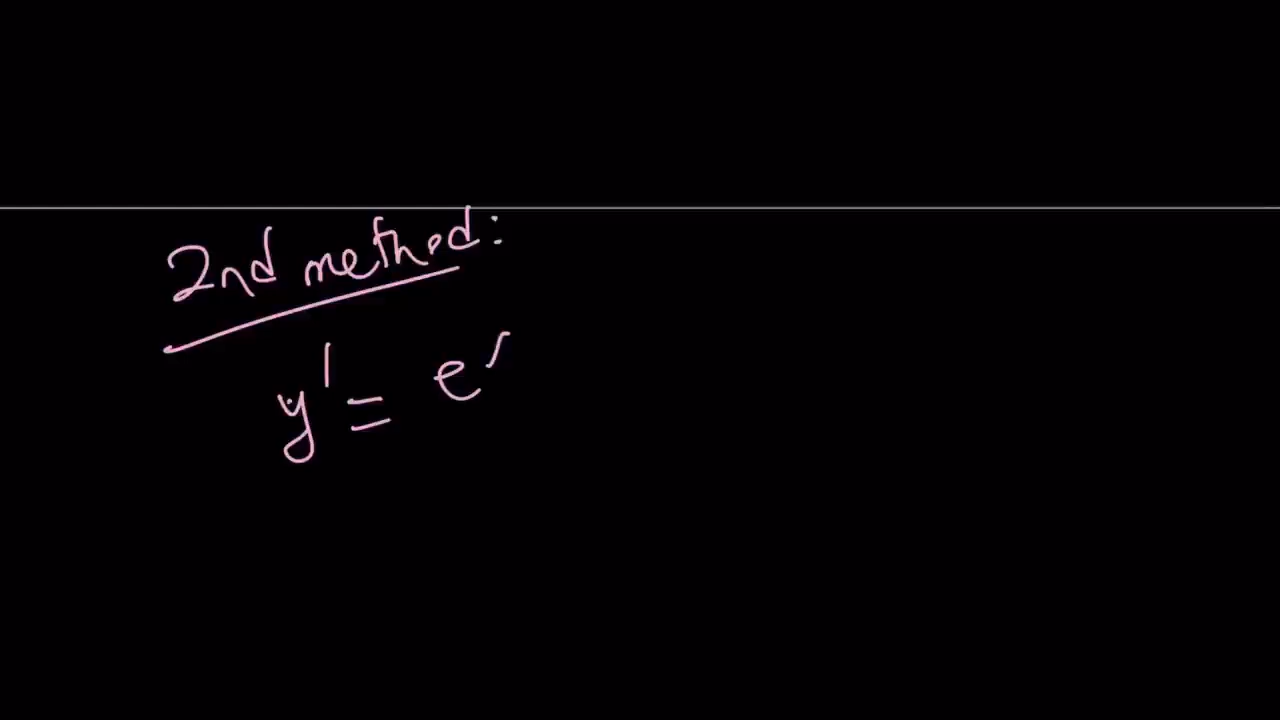 2nd method:
y' = e